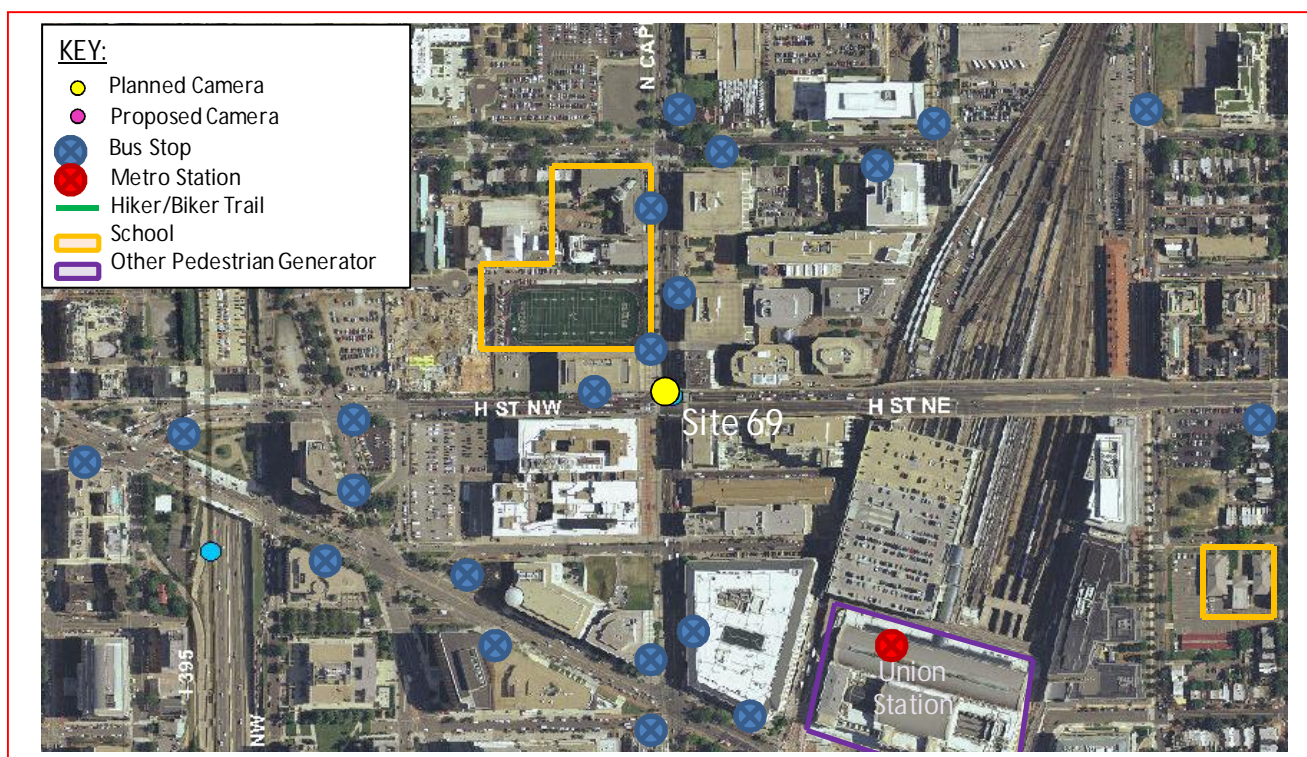 KEY:
Planned Camera
Proposed Camera
Bus Stop
Metro Station
Hiker/Biker Trail
School
Other Pedestrian Generator
N CAP
H ST NW
H ST NE
Site 69
I 395
NW
Union
Station